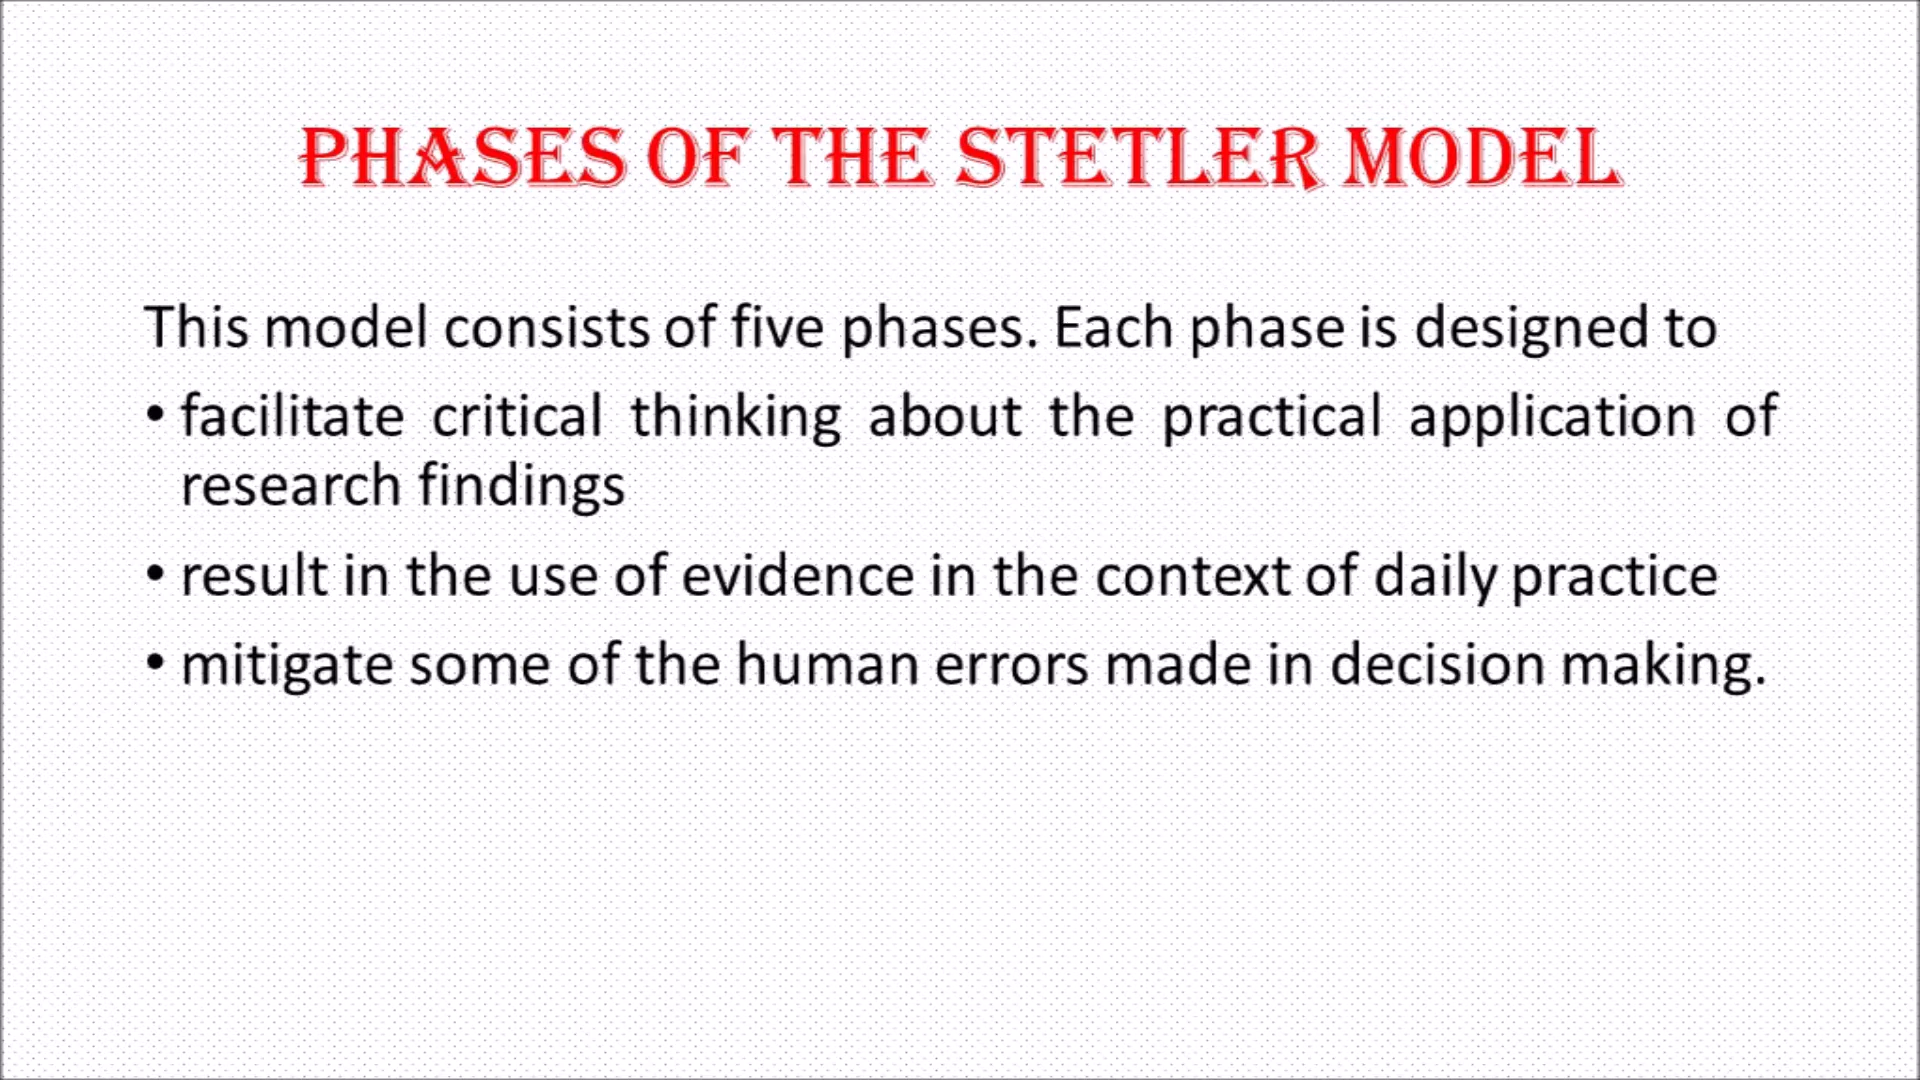 PHASES OF THE STETLER MODEL
This model consists of five phases. Each phase is designed to
• facilitate critical thinking about the practical application of
research findings
• result in the use of evidence in the context of daily practice
• mitigate some of the human errors made in decision making.